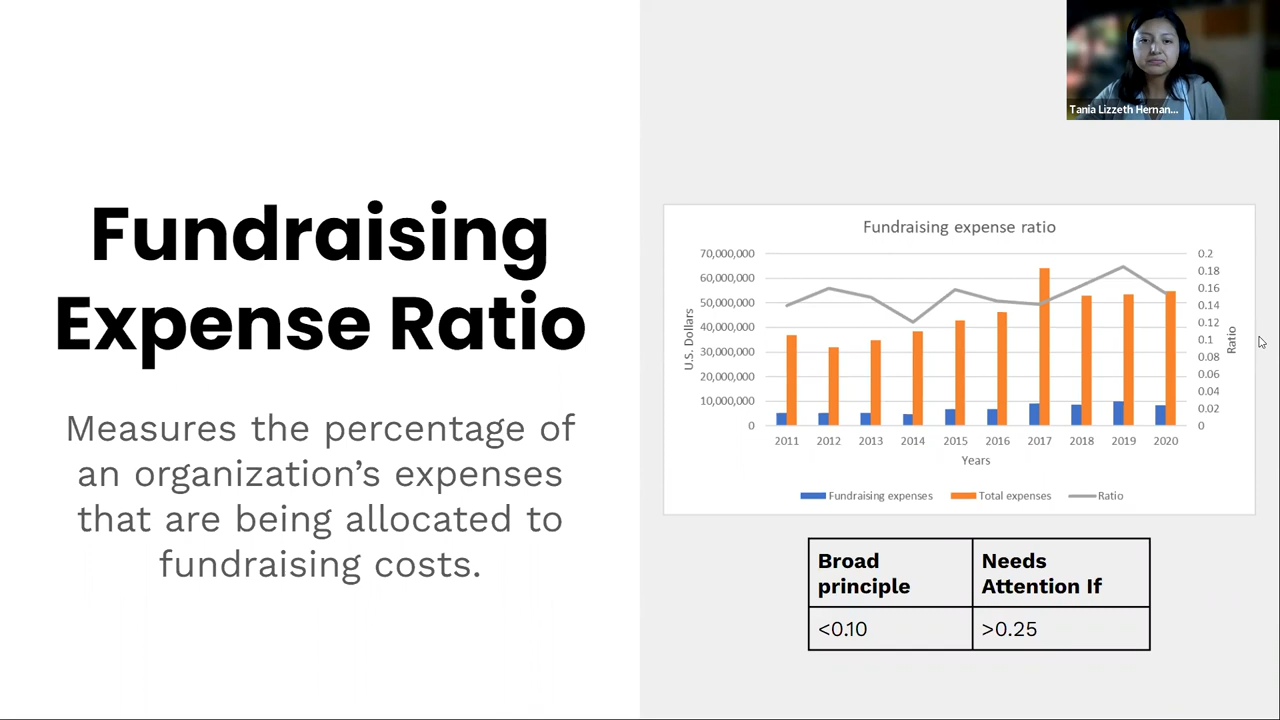 Fundraising
Expense Ratio
Measures the percentage of
an organization's expenses
that are being allocated to
fundraising costs.
Tania Lizzeth Hernan...
Fundraising expense ratio
70,000,000
60,000,000
50,000,000
40,000,000
30,000,000
20,000,000
10,000,000
0
U.S. Dollars
0.2
0.18
0.16
0.14
0.12
0.1
0.08
0.06
0.04
0.02
0
Ratio
2011 2012 2013 2014 2015 2016 2017 2018 2019 2020
Years
Fundraising expenses Total expenses Ratio
Broad principle
Needs Attention If
<0.10
>0.25